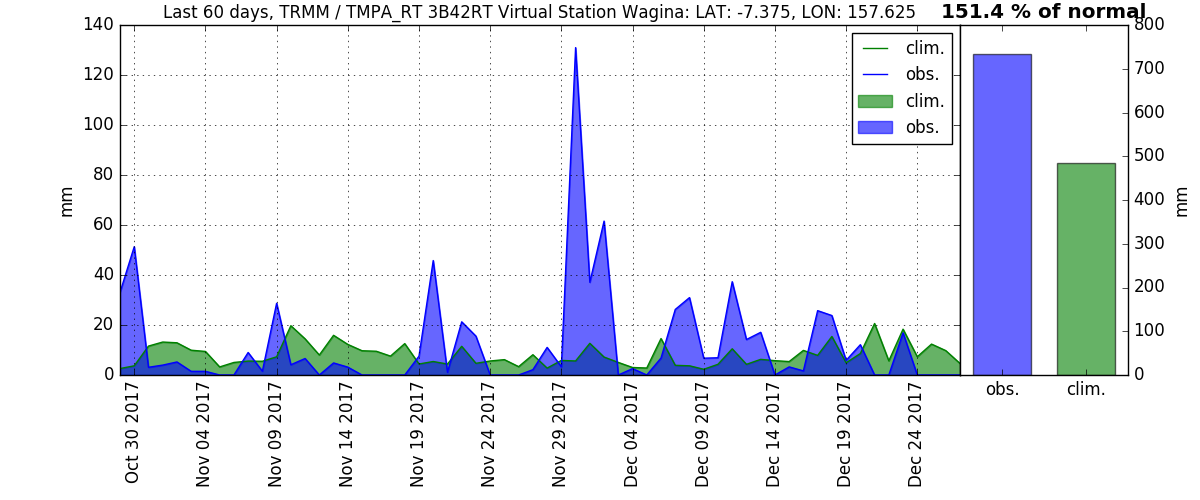 Last 60 days, TRMM / TMPA_RT 3B42RT Virtual Station Wagina: LAT: -7.375, LON: 157.625
151.4 % of normal
140
120
100
80
60
40
20
0
mm
clim.
obs.
clim.
obs.
800
700
600
500
400
300
200
100
0
mm
obs.
clim.
Oct 30 2017
Nov 04 2017
Nov 09 2017
Nov 14 2017
Nov 19 2017
Nov 24 2017
Nov 29 2017
Dec 04 2017
Dec 09 2017
Dec 14 2017
Dec 19 2017
Dec 24 2017